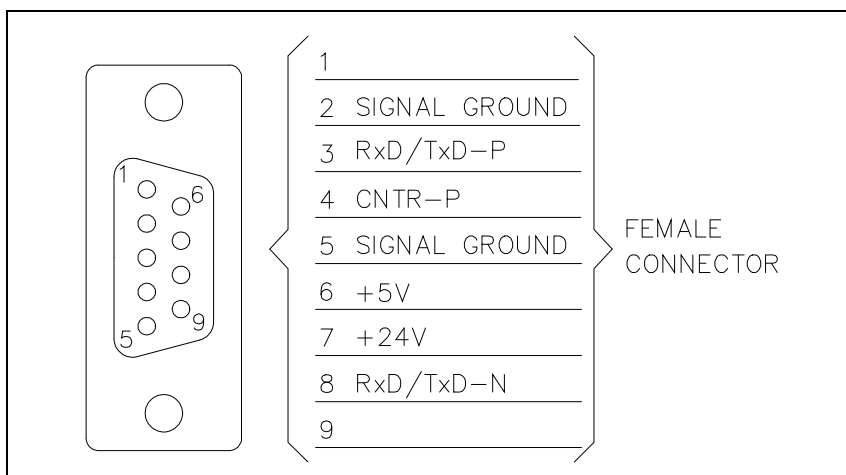 1
6
5
9
1
2 SIGNAL GROUND
3 RxD/TxD-P
4 CNTR-P
5 SIGNAL GROUND
6 +5V
7 +24V
8 RxD/TxD-N
9
FEMALE
CONNECTOR